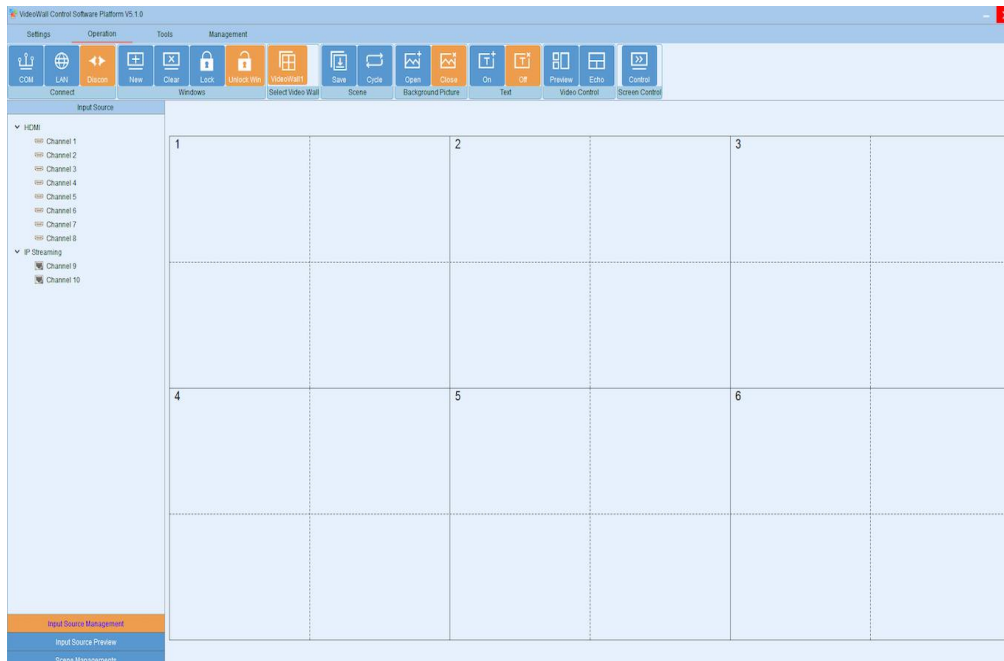 VideoWall Control Software Platform V5.1.0
Settings Operation Tools Management
COM LAN Discon New Clear Lock Unlock Win VideoWall1 Save Cycle Open Close On Off Preview Echo Control
Connect Windows Select Video Wall Scene Background Picture Text Video Control Screen Control
Input Source
HDMI
Channel 1
Channel 2
Channel 3
Channel 4
Channel 5
Channel 6
Channel 7
Channel 8
IP Streaming
Channel 9
Channel 10
1 2 3
4 5 6
Input Source Management
Input Source Preview
Scene Managements